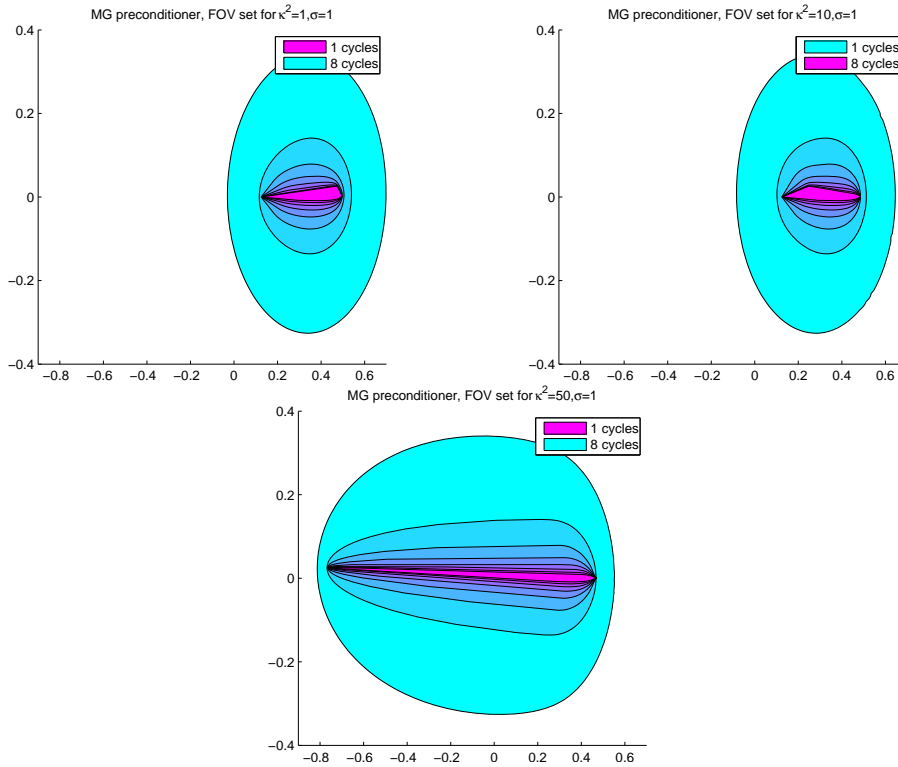 MG preconditioner, FOV set for κ²=1,σ=1
1 cycles
8 cycles
0.4
0.2
0
−0.2
−0.4
−0.8 −0.6 −0.4 −0.2 0 0.2 0.4 0.6
MG preconditioner, FOV set for κ²=10,σ=1
1 cycles
8 cycles
0.4
0.2
0
−0.2
−0.4
−0.8 −0.6 −0.4 −0.2 0 0.2 0.4 0.6
MG preconditioner, FOV set for κ²=50,σ=1
1 cycles
8 cycles
0.4
0.2
0
−0.2
−0.4
−0.8 −0.6 −0.4 −0.2 0 0.2 0.4 0.6